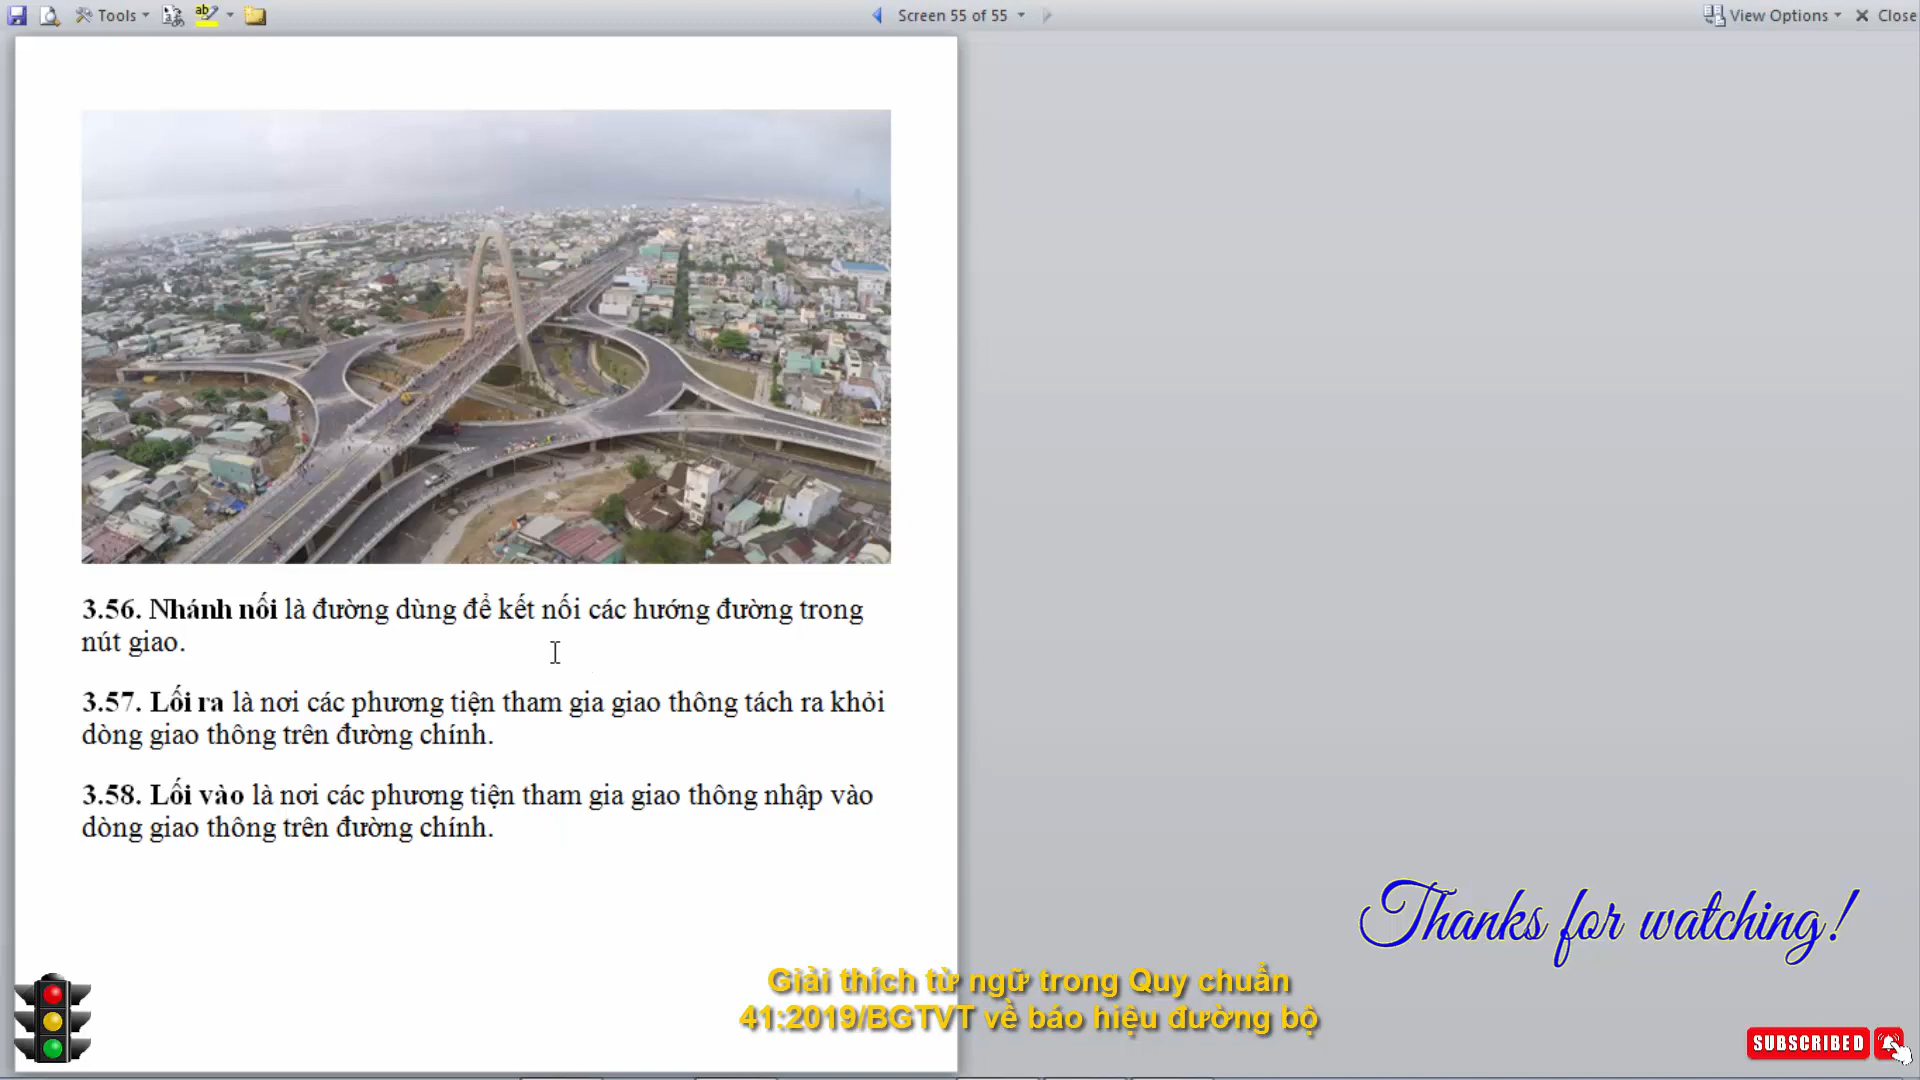 Tools
Screen 55 of 55
View Options
Close
3.56. Nhánh nối là đường dùng để kết nối các hướng đường trong
nút giao.
3.57. Lối ra là nơi các phương tiện tham gia giao thông tách ra khỏi
dòng giao thông trên đường chính.
3.58. Lối vào là nơi các phương tiện tham gia giao thông nhập vào
dòng giao thông trên đường chính.
Thanks for watching!
Giải thích từ ngữ trong Quy chuẩn
41:2019/BGTVT về báo hiệu đường bộ
SUBSCRIBED